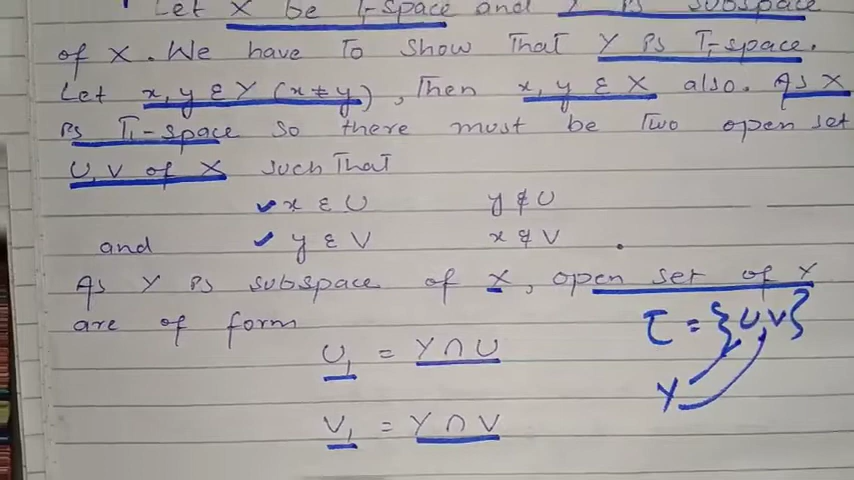 Let X be T₁-space and Y is subspace
of X. We have to show that Y is T₁-space.
Let x, y ε Y (x ≠ y), Then x, y ε X also. As X
is T₁-space so there must be Two open set
U, V of X such That
x ε U y ∉ U
and y ε V x ∉ V .
As Y is subspace of X, open set of Y
are of form
τ = {U, V}
U₁ = Y ∩ U
Y
V₁ = Y ∩ V